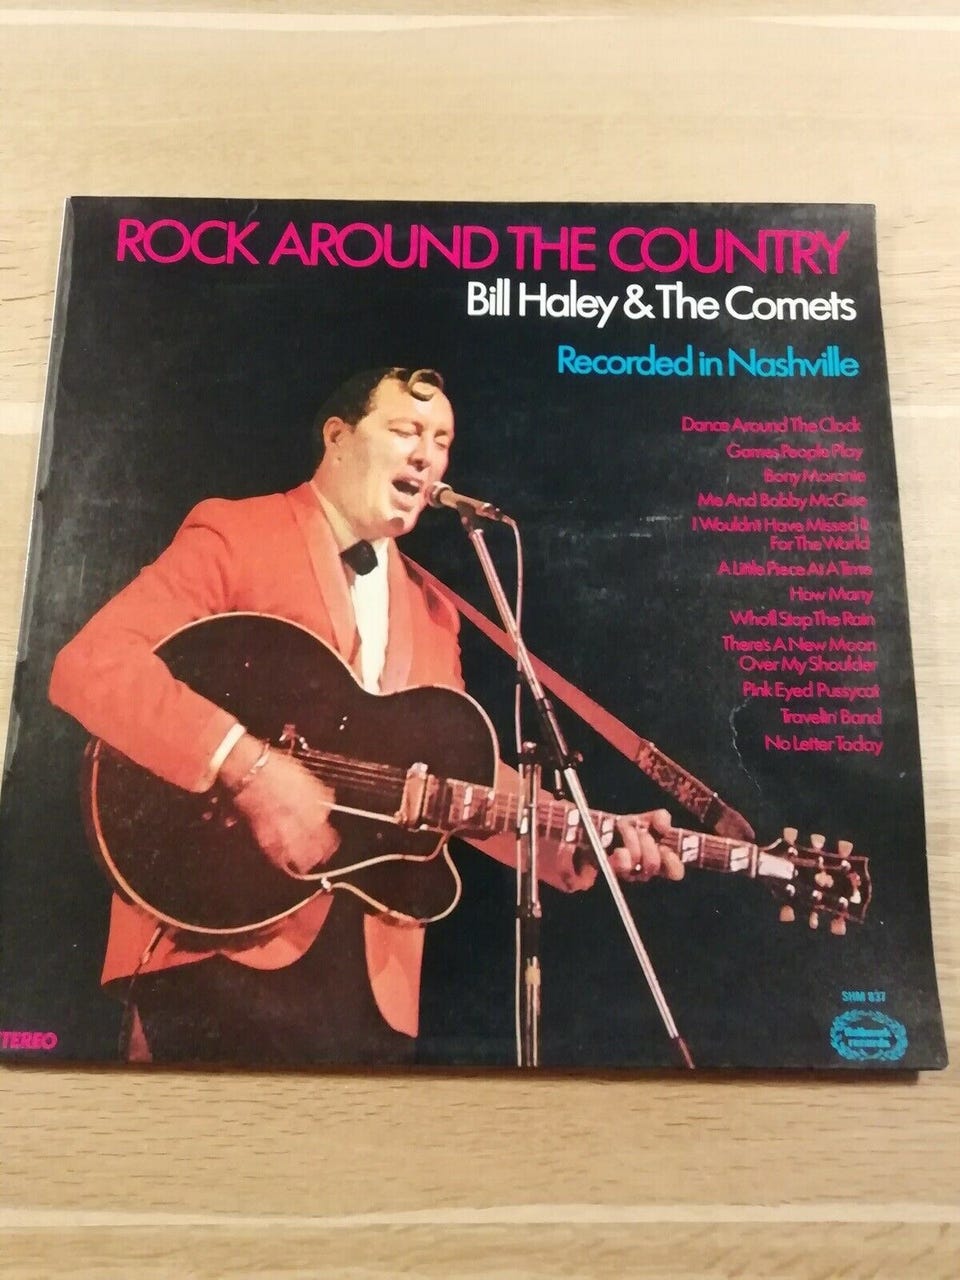 ROCK AROUND THE COUNTRY
Bill Haley & The Comets
Recorded in Nashville
Dance Around The Clock
Games People Play
Bony Moronie
Me And Bobby McGee
I Wouldn't Have Missed It
For The World
A Little Piece At A Time
How Many
Who'll Stop The Rain
There's A New Moon
Over My Shoulder
Pink Eyed Pussycat
Travelin' Band
No Letter Today
SHM 837
hallmark
records
STEREO